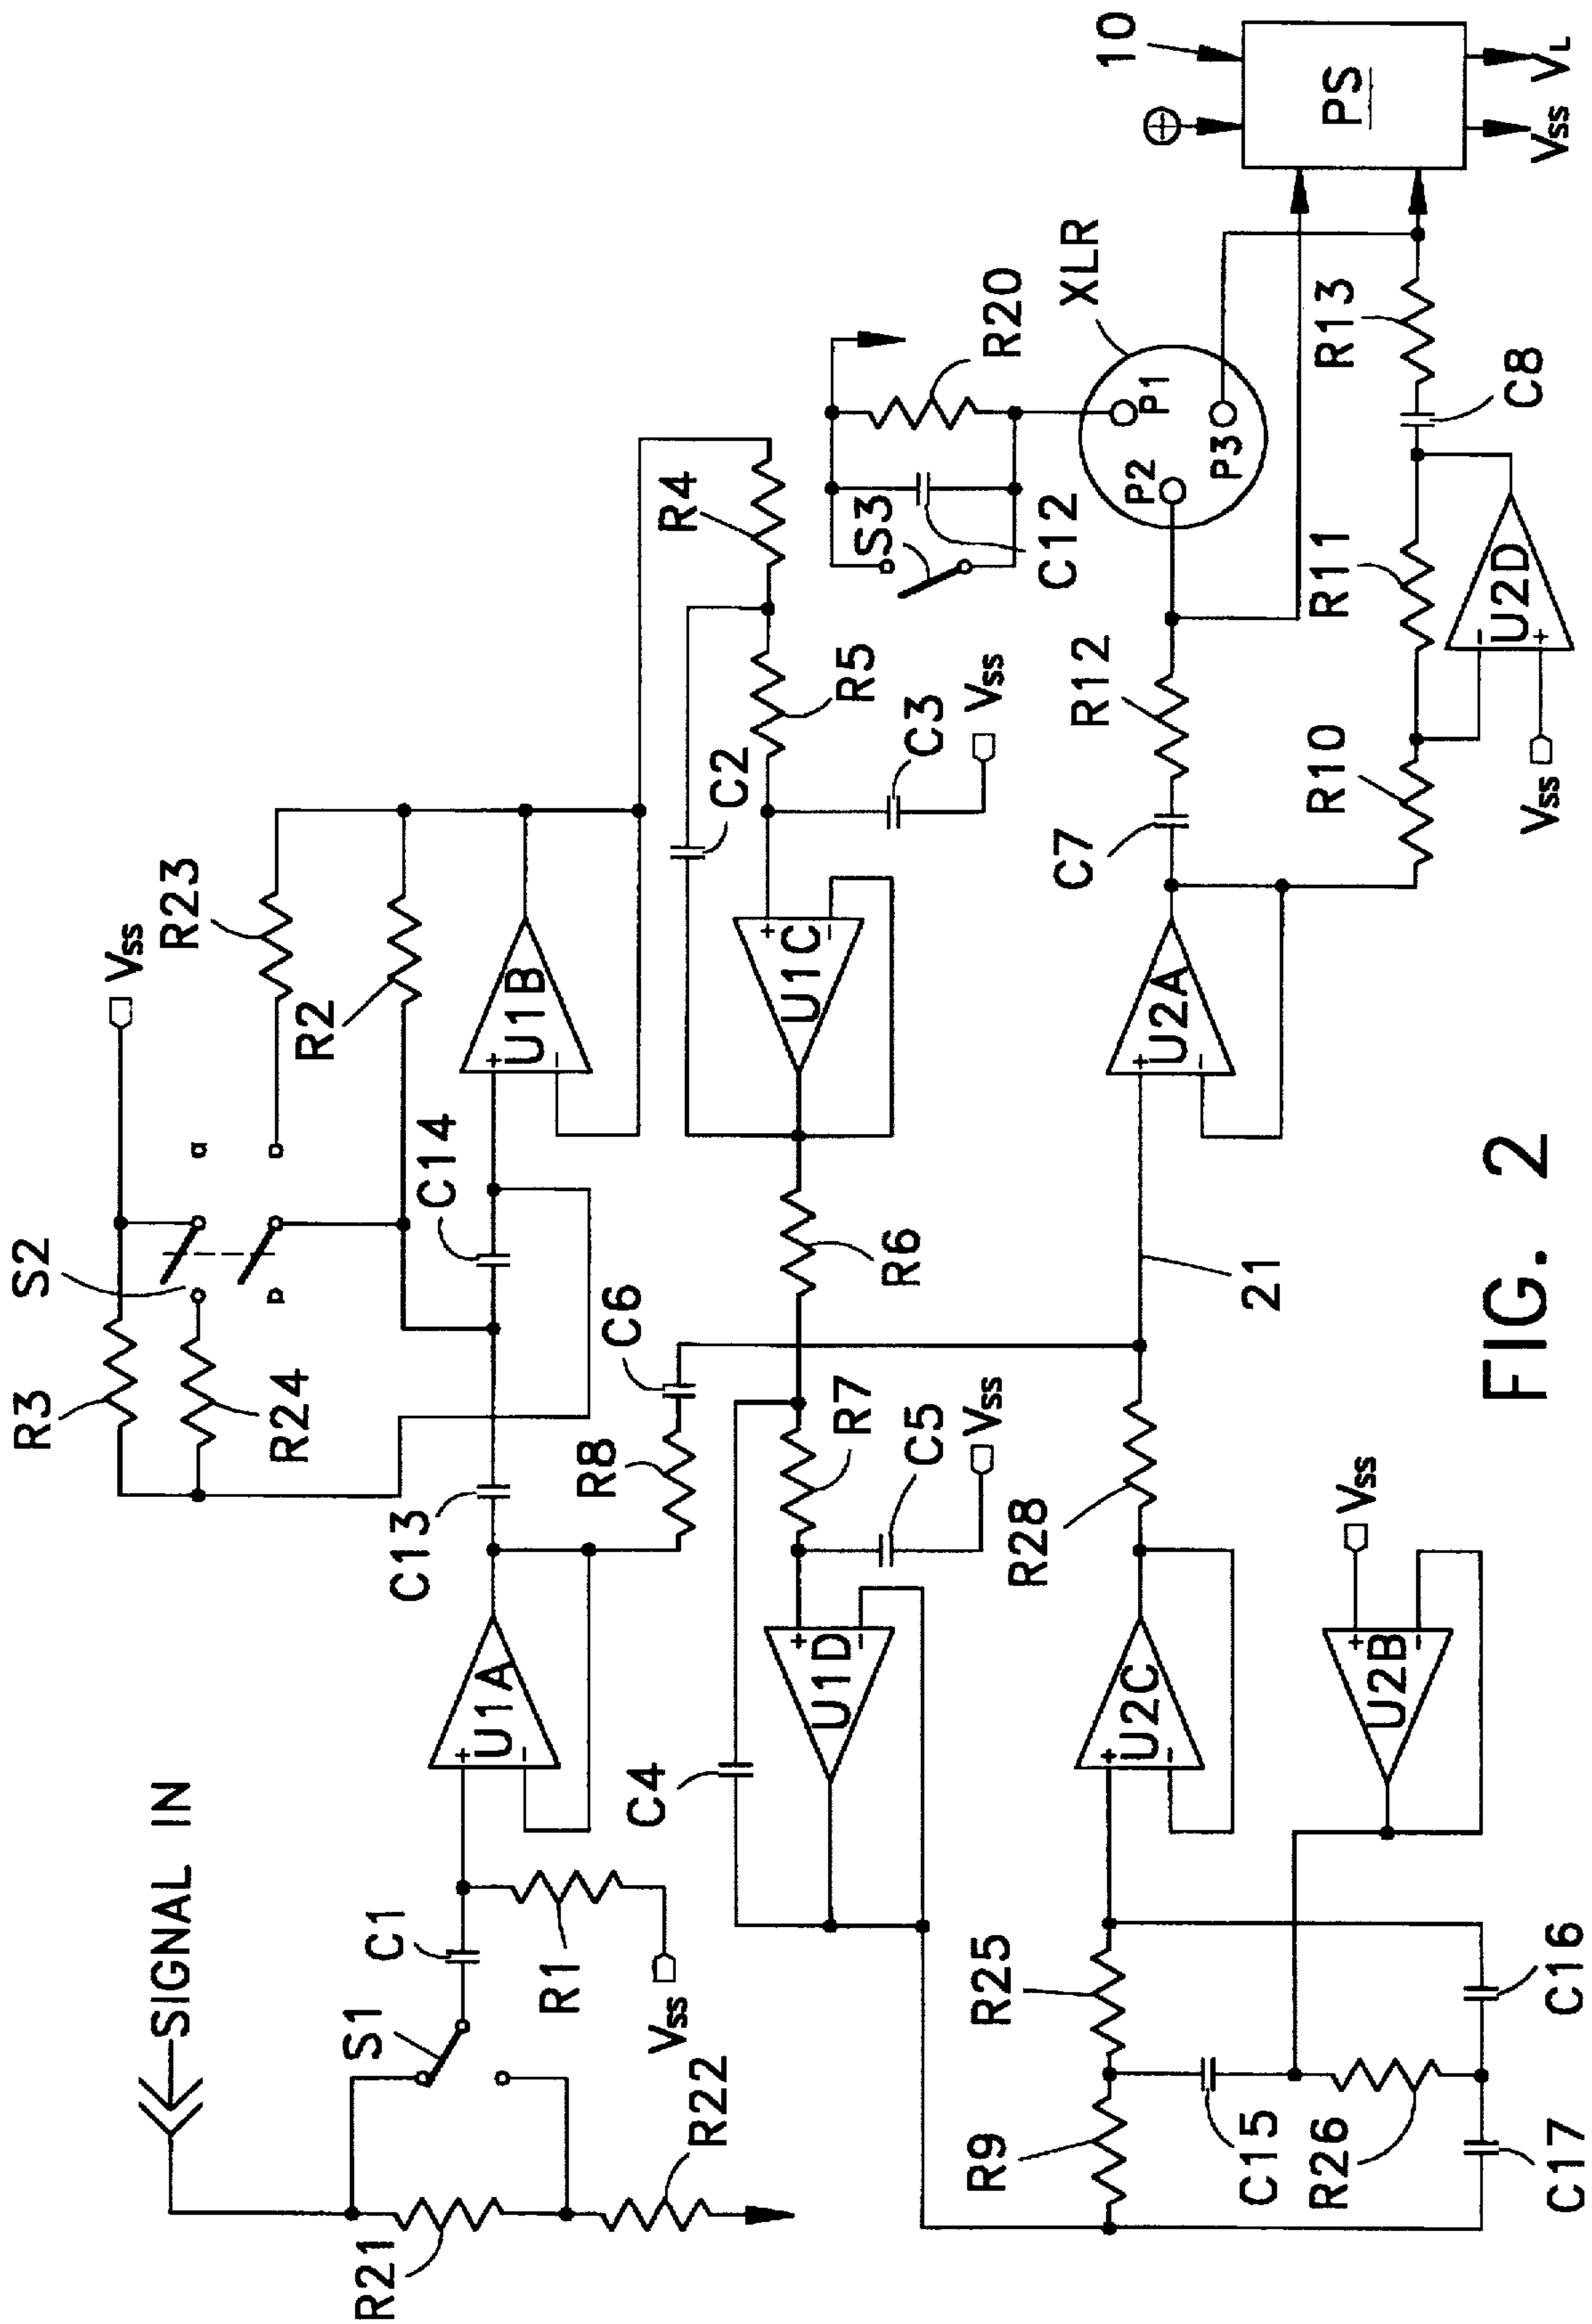 SIGNAL IN
S1
C1
R21
R22
R1
Vss
U1A
+
−
C13
R8
C6
S2
R3
R24
Vss
R23
R2
C14
U1B
+
−
R4
R5
C2
C3
Vss
U1C
+
−
R6
R7
C4
C5
Vss
U1D
+
−
R9
R25
C15
R26
C16
C17
U2C
+
−
R28
U2B
+
−
Vss
21
U2A
+
−
C7
R12
R10
R11
U2D
−
+
Vss
C8
R13
S3
C12
R20
XLR
P1
P2
P3
10
PS
Vss
VL
FIG. 2